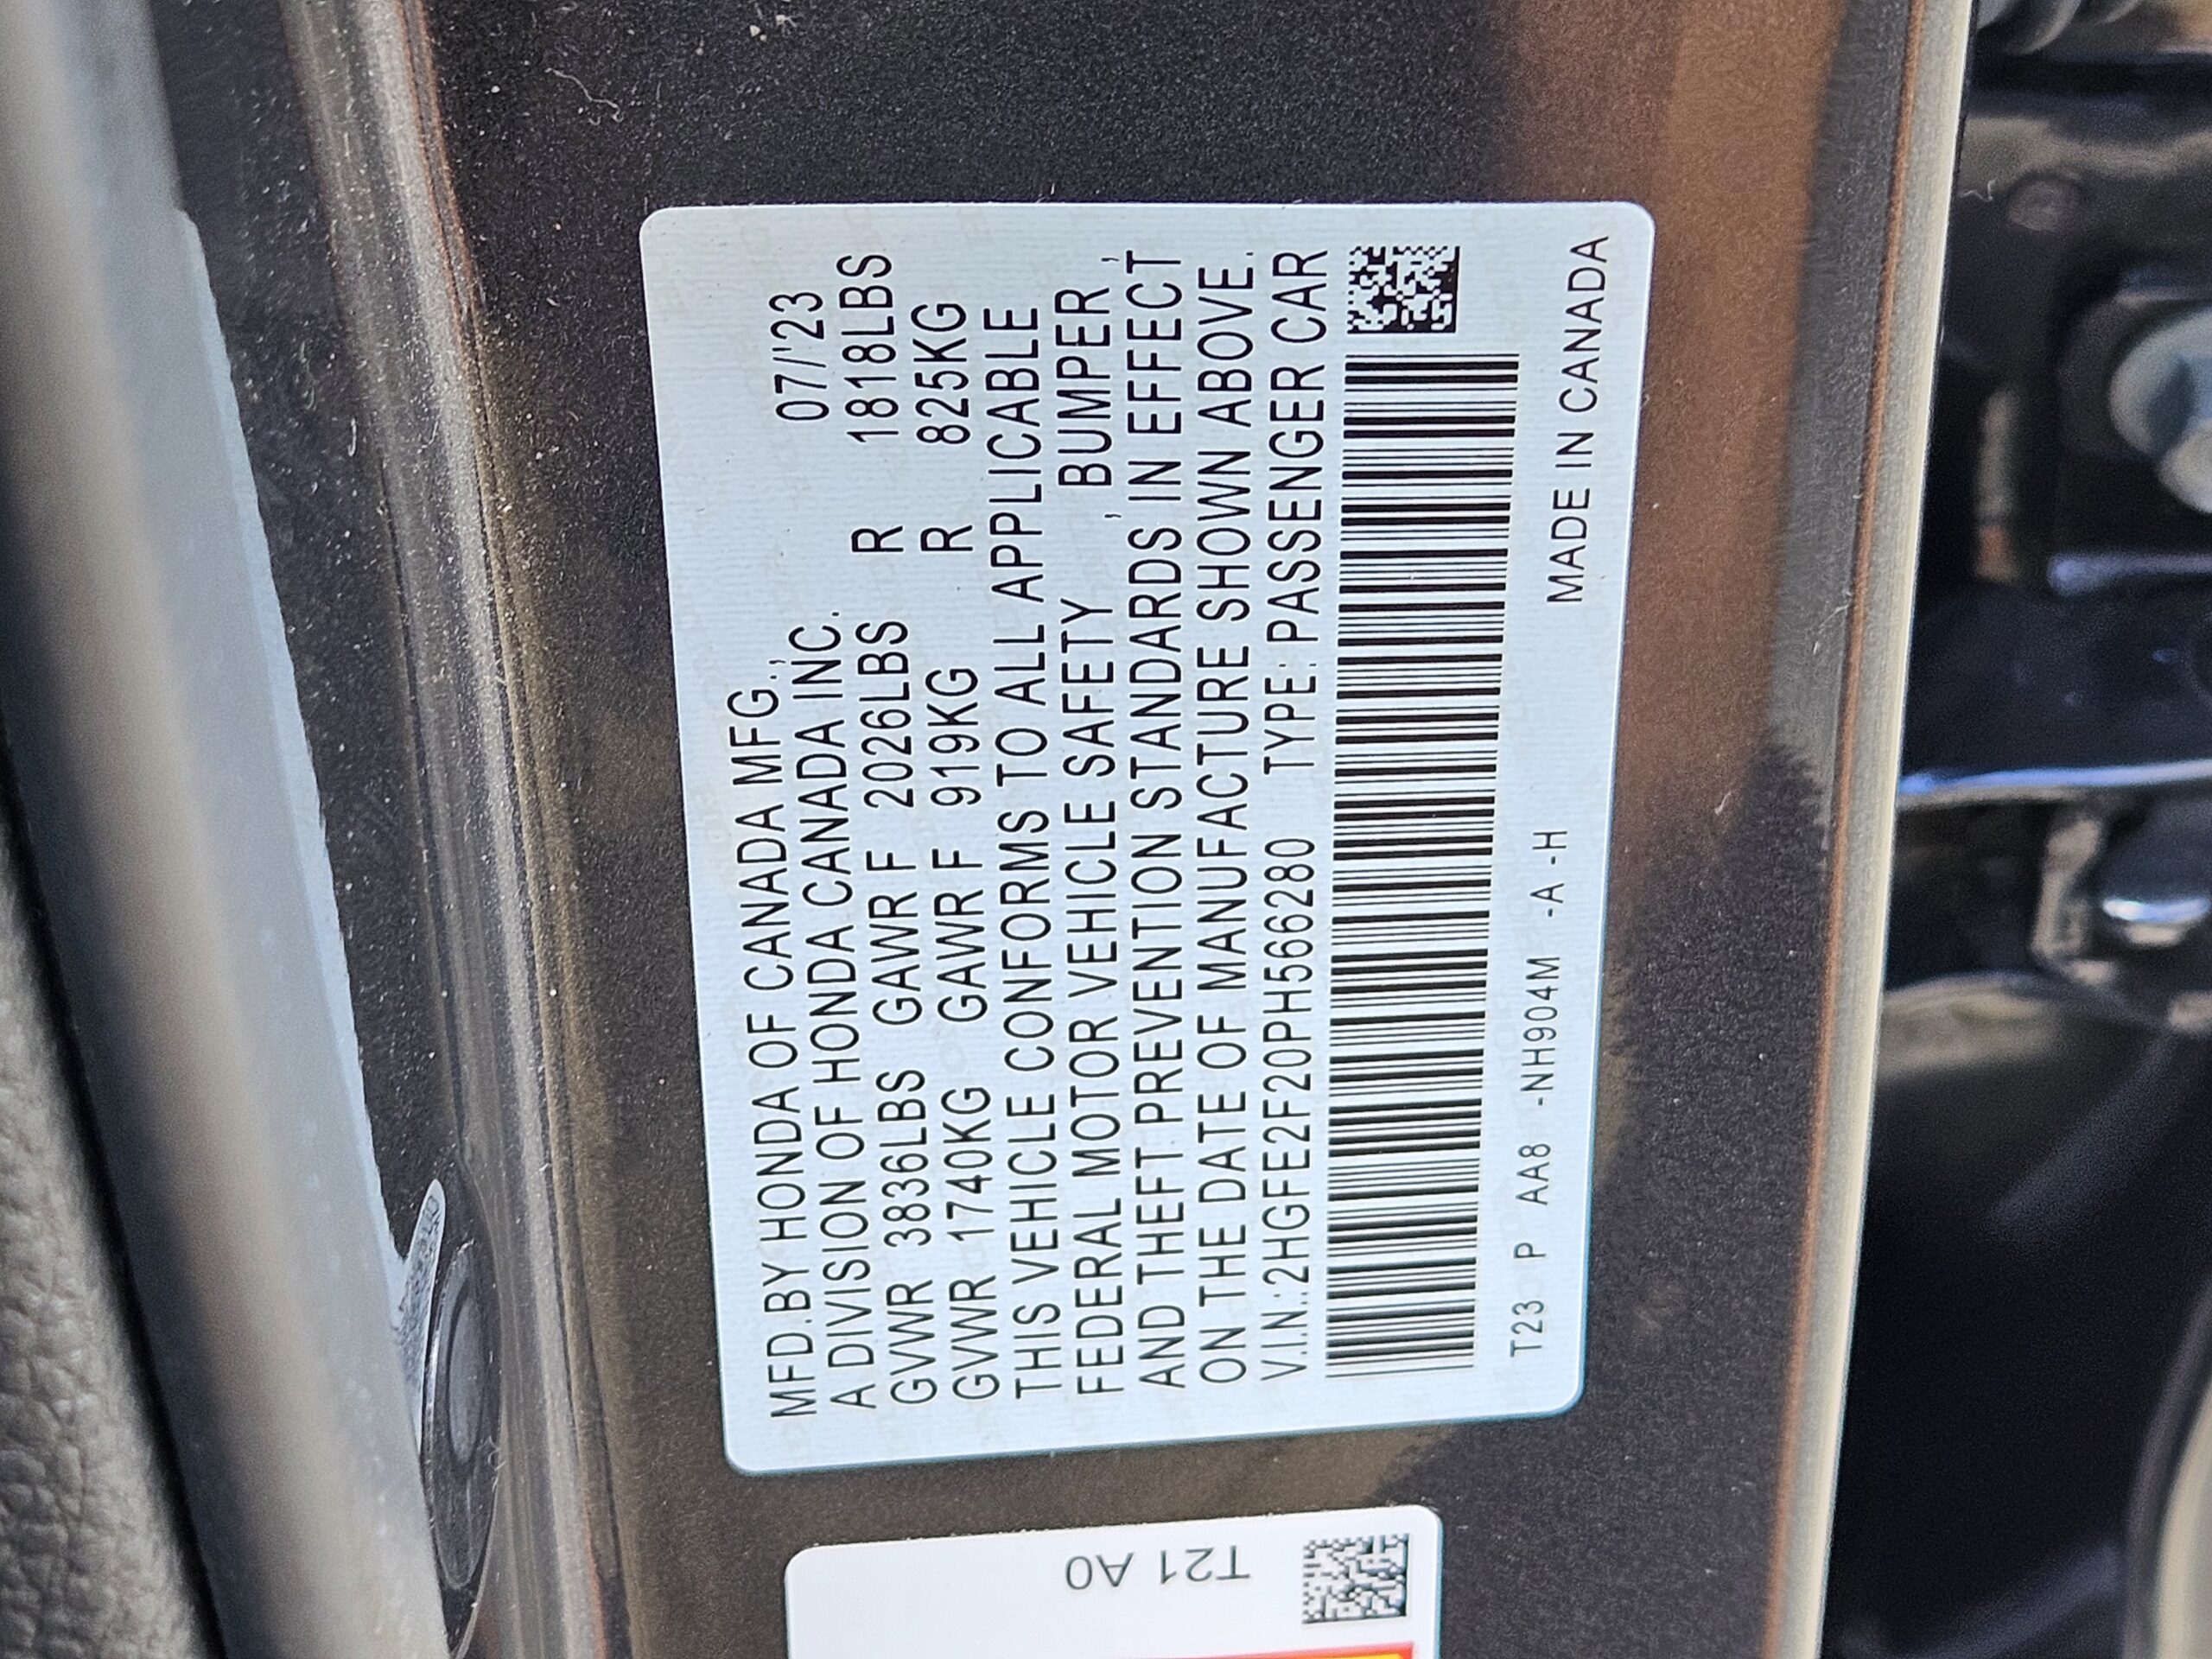 MFD.BY HONDA OF CANADA MFG., 07/'23
A DIVISION OF HONDA CANADA INC.
GVWR 3836LBS GAWR F 2026LBS R 1818LBS
GVWR 1740KG GAWR F 919KG R 825KG
THIS VEHICLE CONFORMS TO ALL APPLICABLE
FEDERAL MOTOR VEHICLE SAFETY , BUMPER,
AND THEFT PREVENTION STANDARDS IN EFFECT
ON THE DATE OF MANUFACTURE SHOWN ABOVE.
V.I.N.:2HGFE2F20PH566280 TYPE: PASSENGER CAR
T23 P AA8 -NH904M -A -H MADE IN CANADA
T21 A0